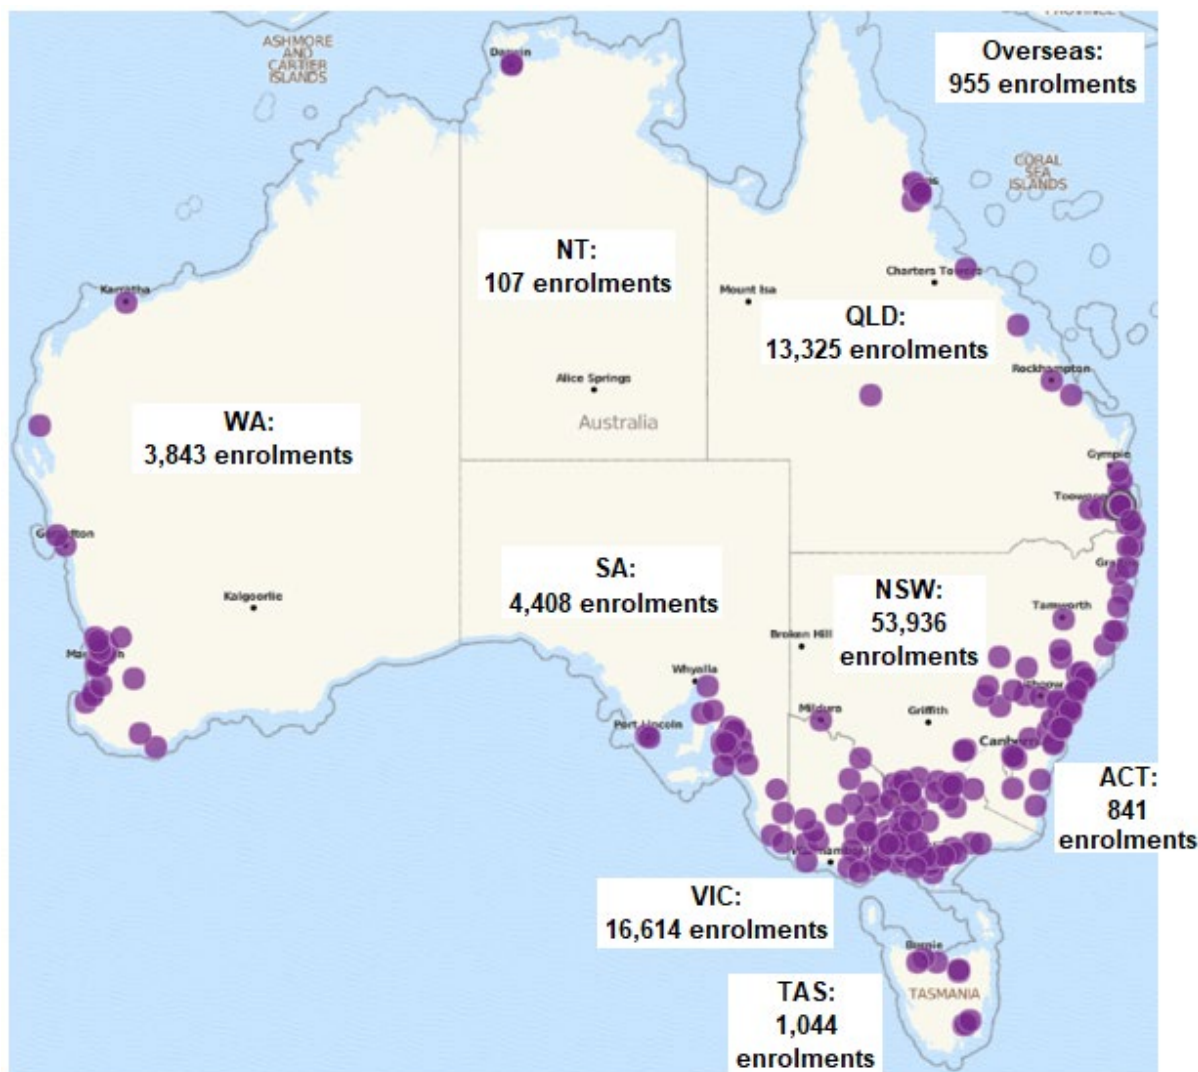 PROVINCE
ASHMORE
AND
CARTIER
ISLANDS
Overseas:
955 enrolments
CORAL
SEA
ISLANDS
NT:
107 enrolments
Charters Towers
Karratha
Mount Isa
QLD:
13,325 enrolments
Rockhampton
Alice Springs
Australia
WA:
3,843 enrolments
Gympie
SA:
4,408 enrolments
NSW:
53,936
enrolments
Kalgoorlie
Tamworth
Broken Hill
Whyalla
Mildura
Griffith
Port Lincoln
ACT:
841
enrolments
VIC:
16,614 enrolments
Burnie
TASMANIA
TAS:
1,044
enrolments